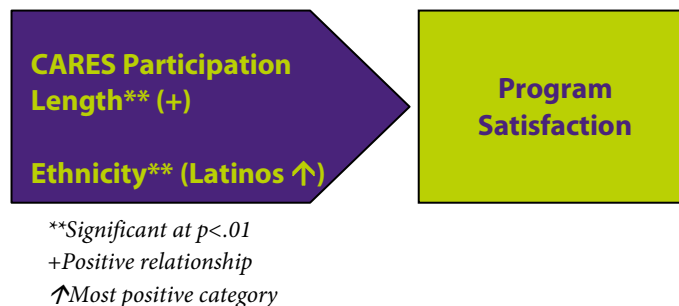 CARES Participation
Length** (+)
Ethnicity** (Latinos ↑)
Program
Satisfaction
**Significant at p<.01
+Positive relationship
↑Most positive category